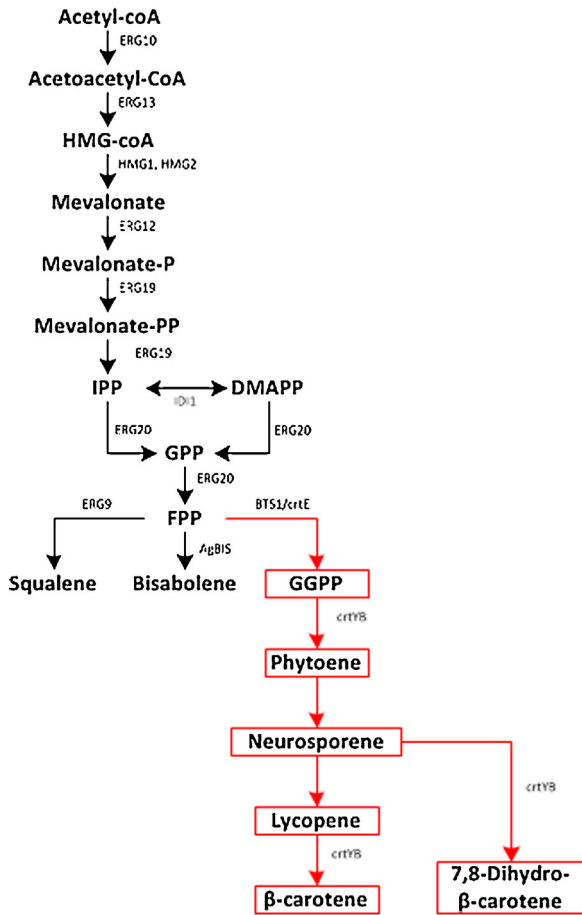 Acetyl-coA
ERG10
Acetoacetyl-CoA
ERG13
HMG-coA
HMG1, HMG2
Mevalonate
ERG12
Mevalonate-P
ERG19
Mevalonate-PP
ERG19
IPP
IDI1
DMAPP
ERG20
ERG20
GPP
ERG20
ERG9
FPP
BTS1/crtE
AgBIS
Squalene
Bisabolene
GGPP
crtYB
Phytoene
Neurosporene
crtYB
Lycopene
crtYB
β-carotene
7,8-Dihydro-
β-carotene